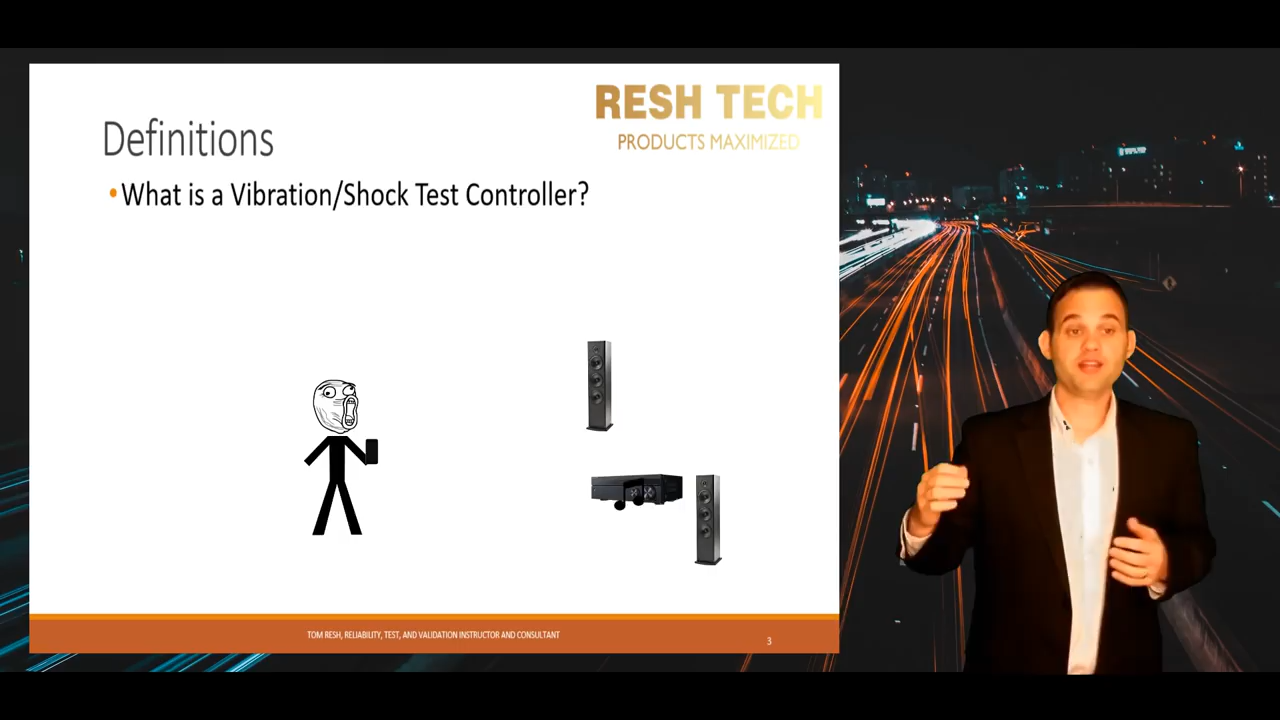 RESH TECH
PRODUCTS MAXIMIZED
Definitions
•What is a Vibration/Shock Test Controller?
TOM RESH, RELIABILITY, TEST, AND VALIDATION INSTRUCTOR AND CONSULTANT
3